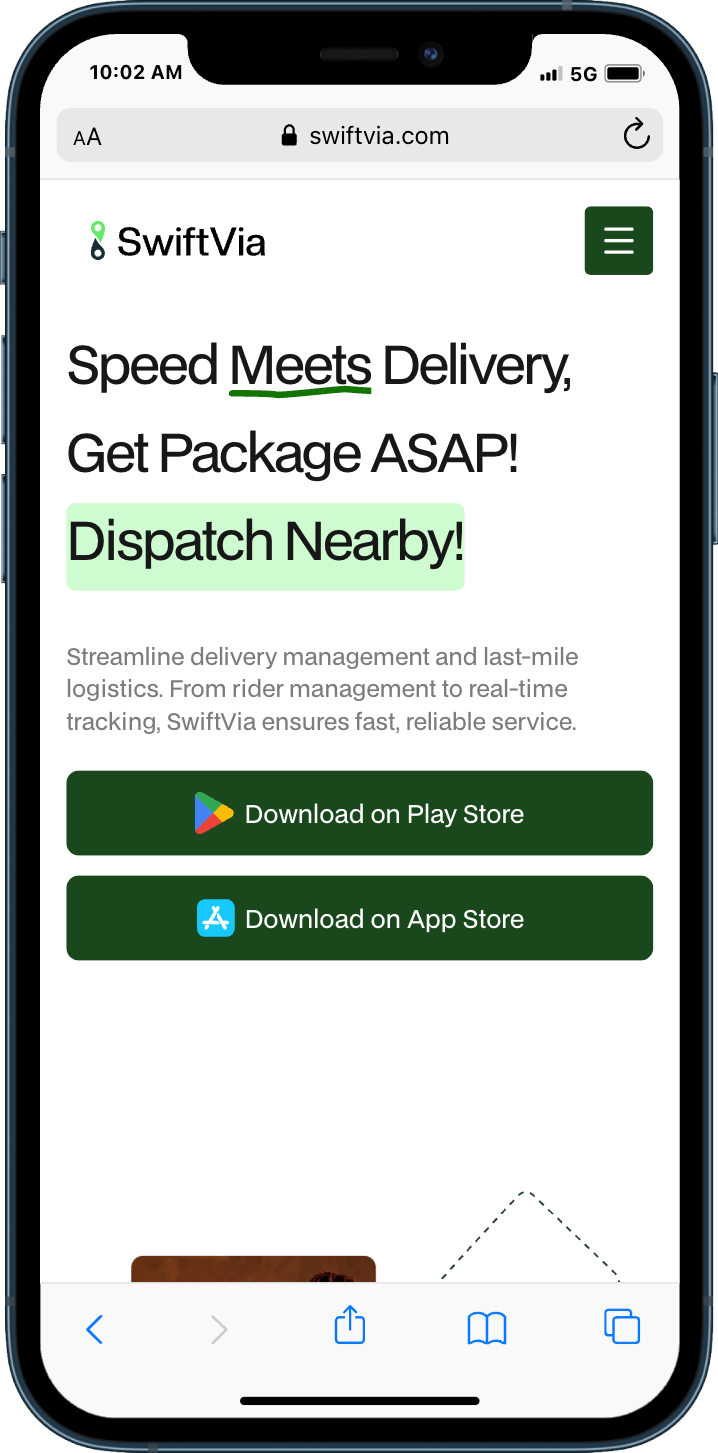 10:02 AM
5G
AA
swiftvia.com
SwiftVia
Speed Meets Delivery,
Get Package ASAP!
Dispatch Nearby!
Streamline delivery management and last-mile
logistics. From rider management to real-time
tracking, SwiftVia ensures fast, reliable service.
Download on Play Store
Download on App Store